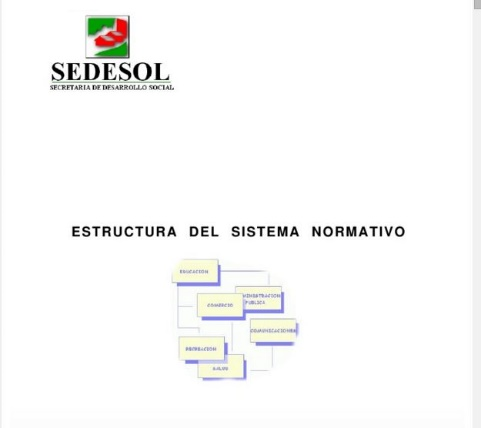 SEDESOL
SECRETARIA DE DESARROLLO SOCIAL
ESTRUCTURA DEL SISTEMA NORMATIVO
EDUCACION
ADMINISTRACION
PUBLICA
COMERCIO
COMUNICACIONES
RECREACION
SALUD